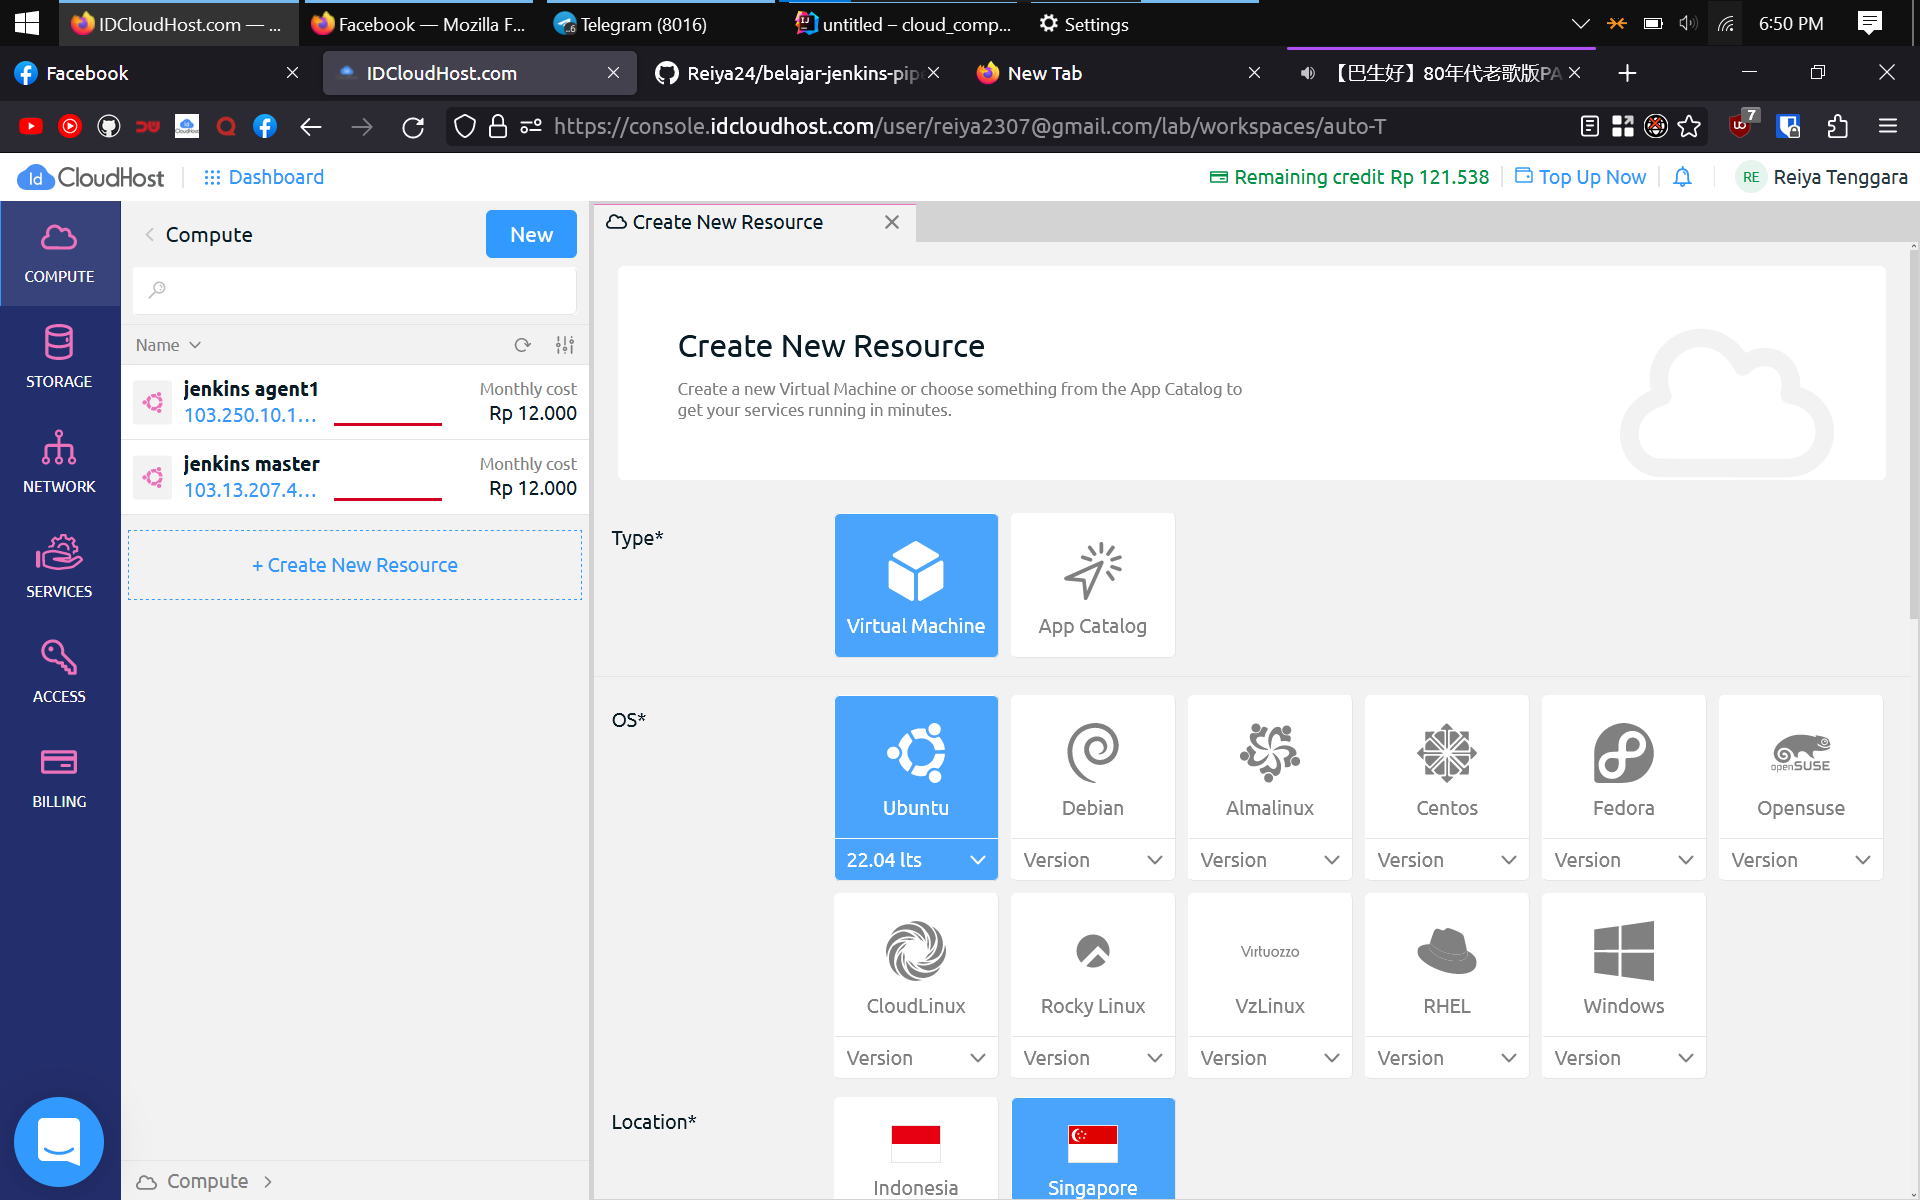 IDCloudHost.com — ...
Facebook — Mozilla F...
Telegram (8016)
untitled – cloud_comp...
Settings
6:50 PM
Facebook
IDCloudHost.com
Reiya24/belajar-jenkins-pip
New Tab
【巴生好】80年代老歌版PA
https://console.idcloudhost.com/user/reiya2307@gmail.com/lab/workspaces/auto-T
7
Id CloudHost
Dashboard
Remaining credit Rp 121.538
Top Up Now
RE
Reiya Tenggara
COMPUTE
STORAGE
NETWORK
SERVICES
ACCESS
BILLING
Compute
New
Name
jenkins agent1
103.250.10.1...
Monthly cost
Rp 12.000
jenkins master
103.13.207.4...
Monthly cost
Rp 12.000
+ Create New Resource
Compute
Create New Resource
Create New Resource
Create a new Virtual Machine or choose something from the App Catalog to
get your services running in minutes.
Type*
Virtual Machine
App Catalog
OS*
Ubuntu
22.04 lts
Debian
Version
Almalinux
Version
Centos
Version
Fedora
Version
openSUSE
Opensuse
Version
CloudLinux
Version
Rocky Linux
Version
Virtuozzo
VzLinux
Version
RHEL
Version
Windows
Version
Location*
Indonesia
Singapore